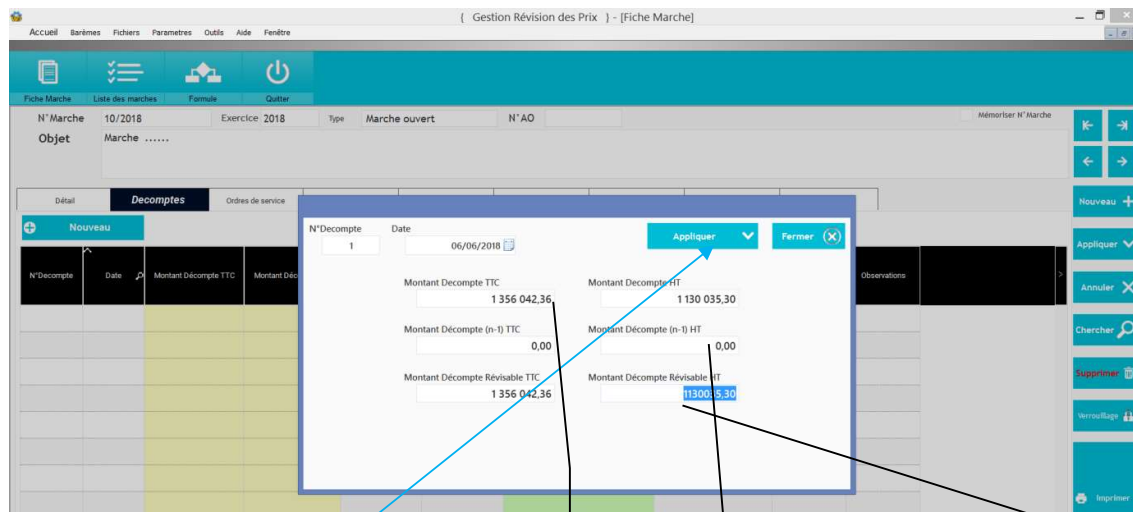 { Gestion Révision des Prix } - [Fiche Marche]
Accueil Barèmes Fichiers Parametres Outils Aide Fenêtre
Fiche Marche Liste des marches Formule Quitter
N°Marche 10/2018 Exercice 2018 Type Marche ouvert N°AO Mémoriser N°Marche
Objet Marche ......
Détail Decomptes Ordres de service
Nouveau
Nouveau
N°Decompte Date
1 06/06/2018
Appliquer Fermer
Appliquer
N°Decompte Date Montant Décompte TTC Montant Déc Observations
Montant Decompte TTC Montant Decompte HT
1 356 042,36 1 130 035,30
Annuler
Montant Décompte (n-1) TTC Montant Décompte (n-1) HT
0,00 0,00
Chercher
Montant Décompte Révisable TTC Montant Décompte Révisable HT
1 356 042,36 1130035,30
Supprimer
Verrouillage
Imprimer